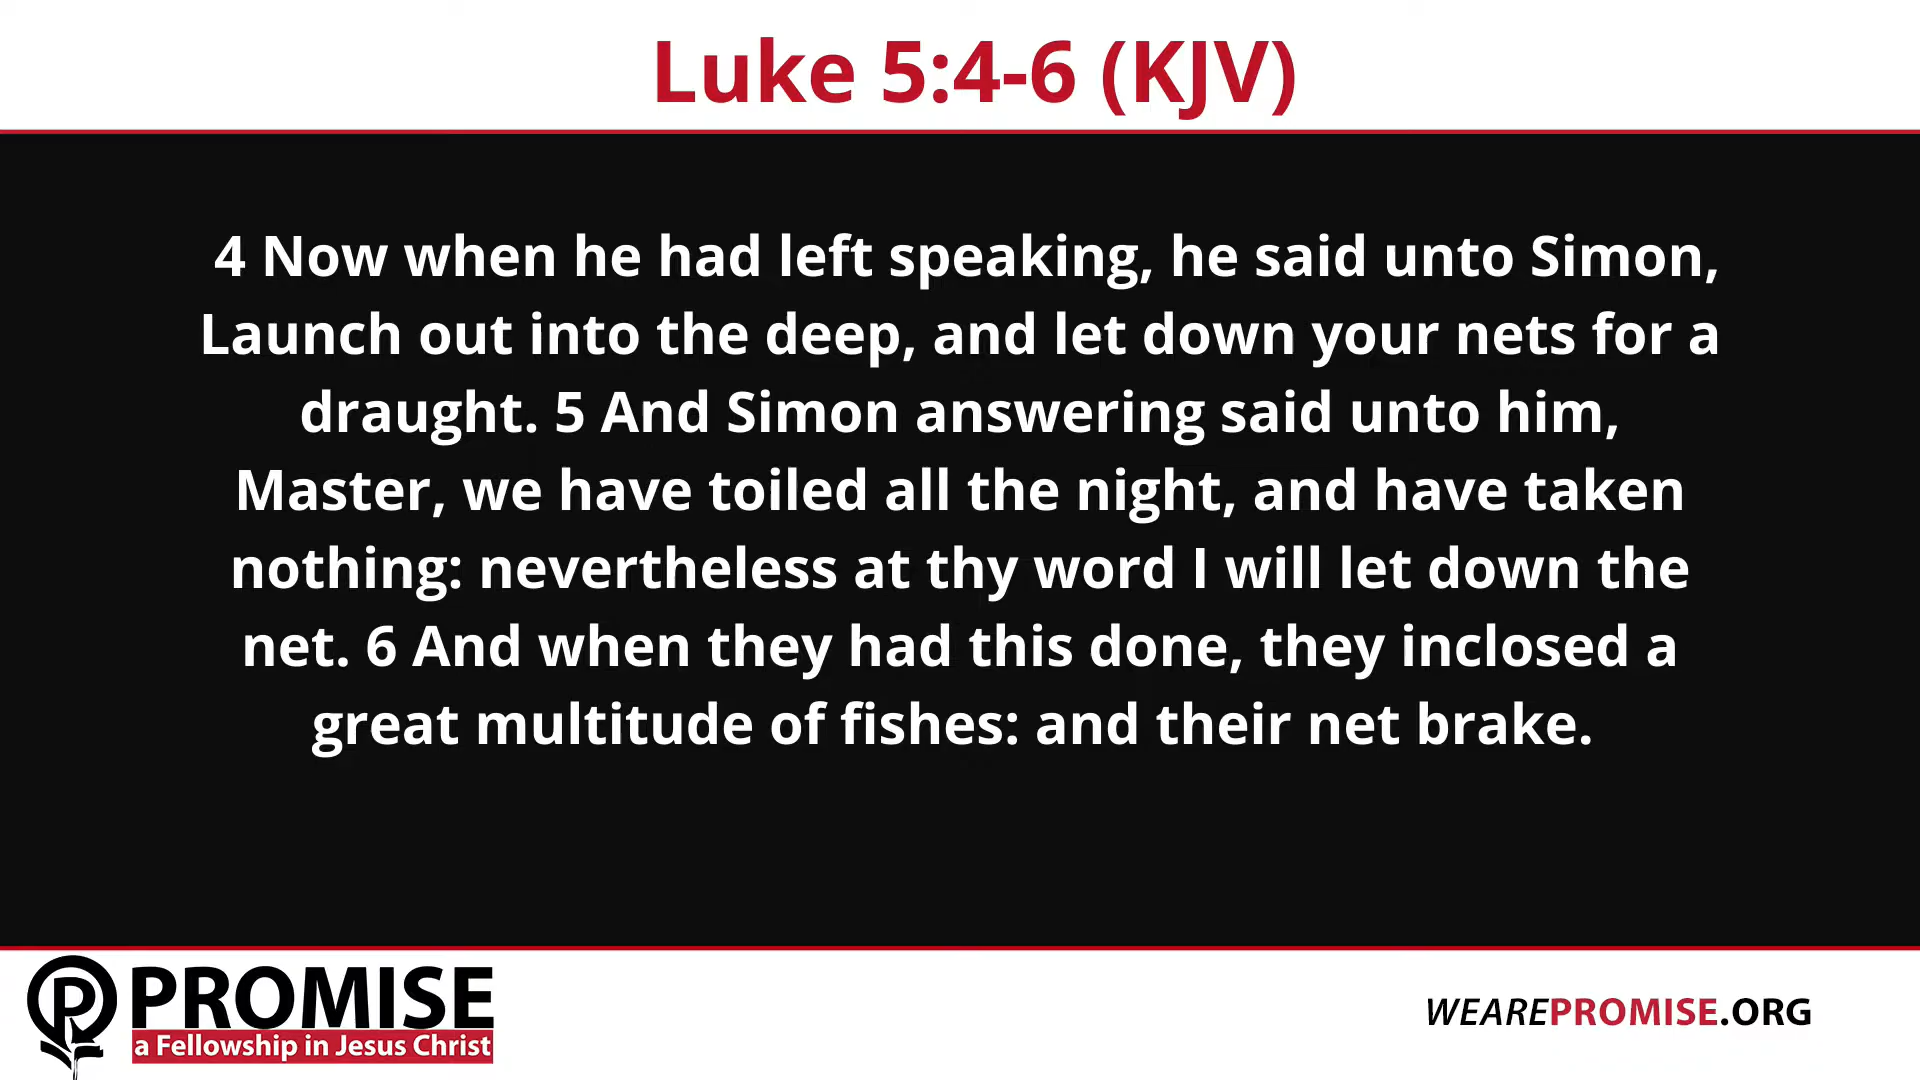 Luke 5:4-6 (KJV)
4 Now when he had left speaking, he said unto Simon,
Launch out into the deep, and let down your nets for a
draught. 5 And Simon answering said unto him,
Master, we have toiled all the night, and have taken
nothing: nevertheless at thy word I will let down the
net. 6 And when they had this done, they inclosed a
great multitude of fishes: and their net brake.
PROMISE
a Fellowship in Jesus Christ
WEAREPROMISE.ORG